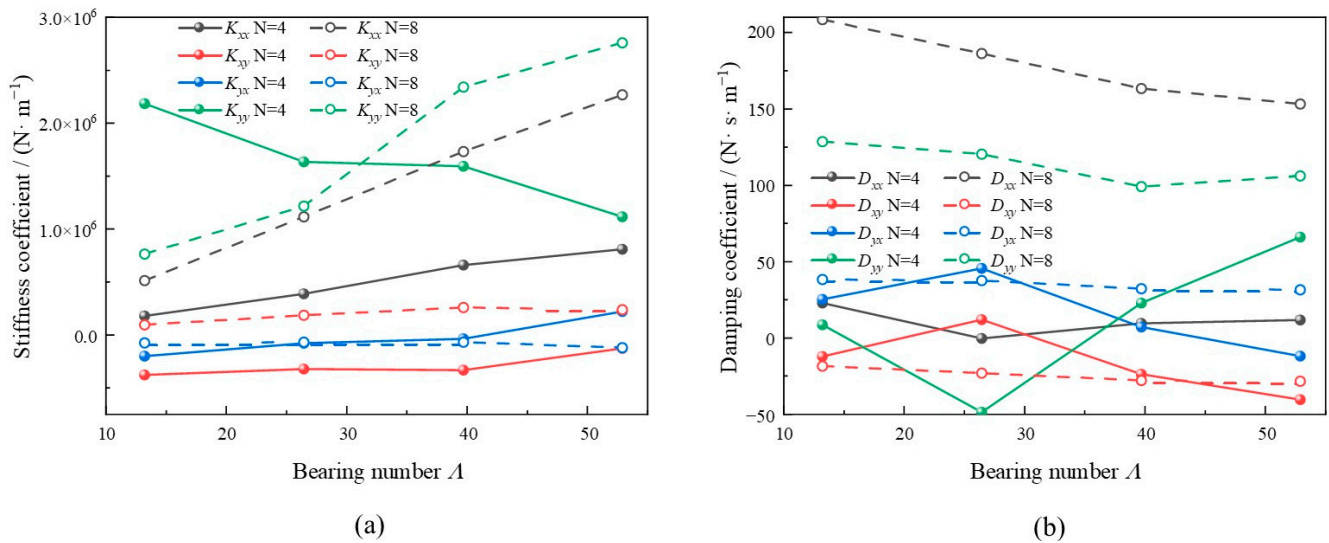 3.0×10⁶
2.0×10⁶
1.0×10⁶
0.0
Stiffness coefficient / (N· m⁻¹)
Kxx N=4 Kxx N=8
Kxy N=4 Kxy N=8
Kyx N=4 Kyx N=8
Kyy N=4 Kyy N=8
10 20 30 40 50
Bearing number Λ
(a)
200
150
100
50
0
−50
Damping coefficient / (N· s· m⁻¹)
Dxx N=4 Dxx N=8
Dxy N=4 Dxy N=8
Dyx N=4 Dyx N=8
Dyy N=4 Dyy N=8
10 20 30 40 50
Bearing number Λ
(b)